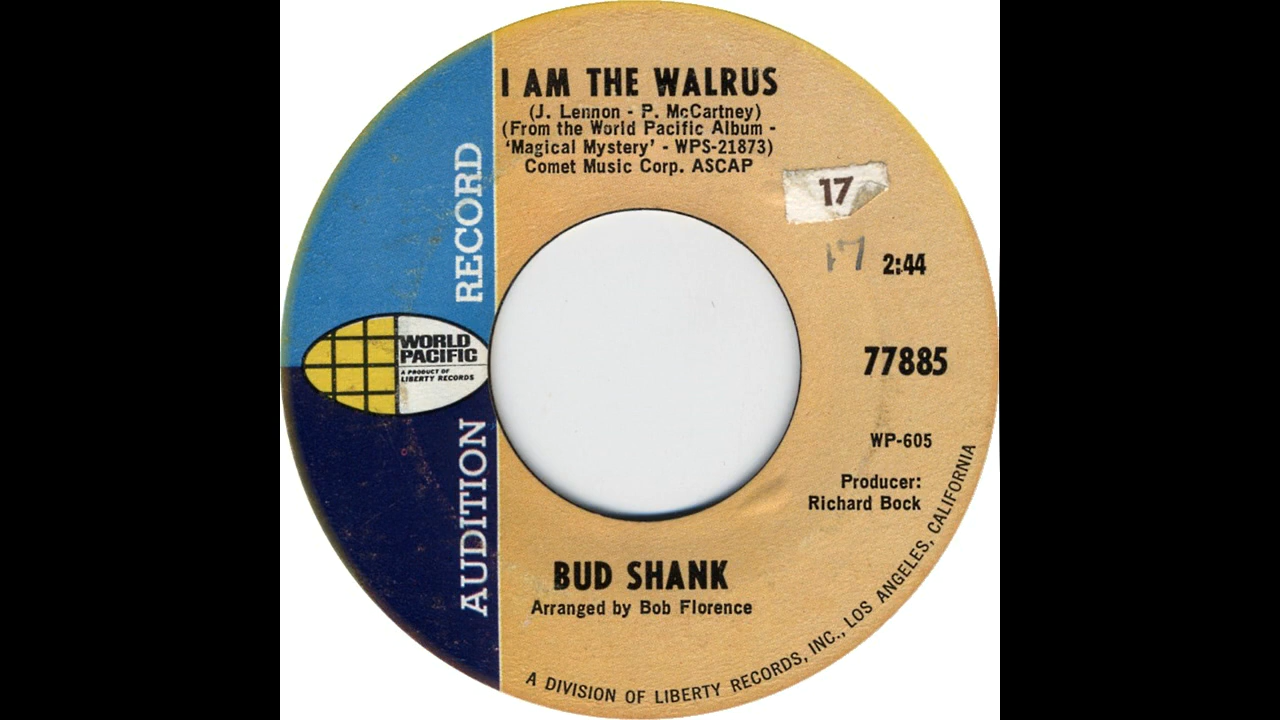 I AM THE WALRUS
(J. Lennon - P. McCartney)
(From the World Pacific Album -
'Magical Mystery' - WPS-21873)
Comet Music Corp. ASCAP
17
17
2:44
AUDITION RECORD
WORLD
PACIFIC
A PRODUCT OF
LIBERTY RECORDS
77885
WP-605
Producer:
Richard Bock
BUD SHANK
Arranged by Bob Florence
A DIVISION OF LIBERTY RECORDS, INC., LOS ANGELES, CALIFORNIA